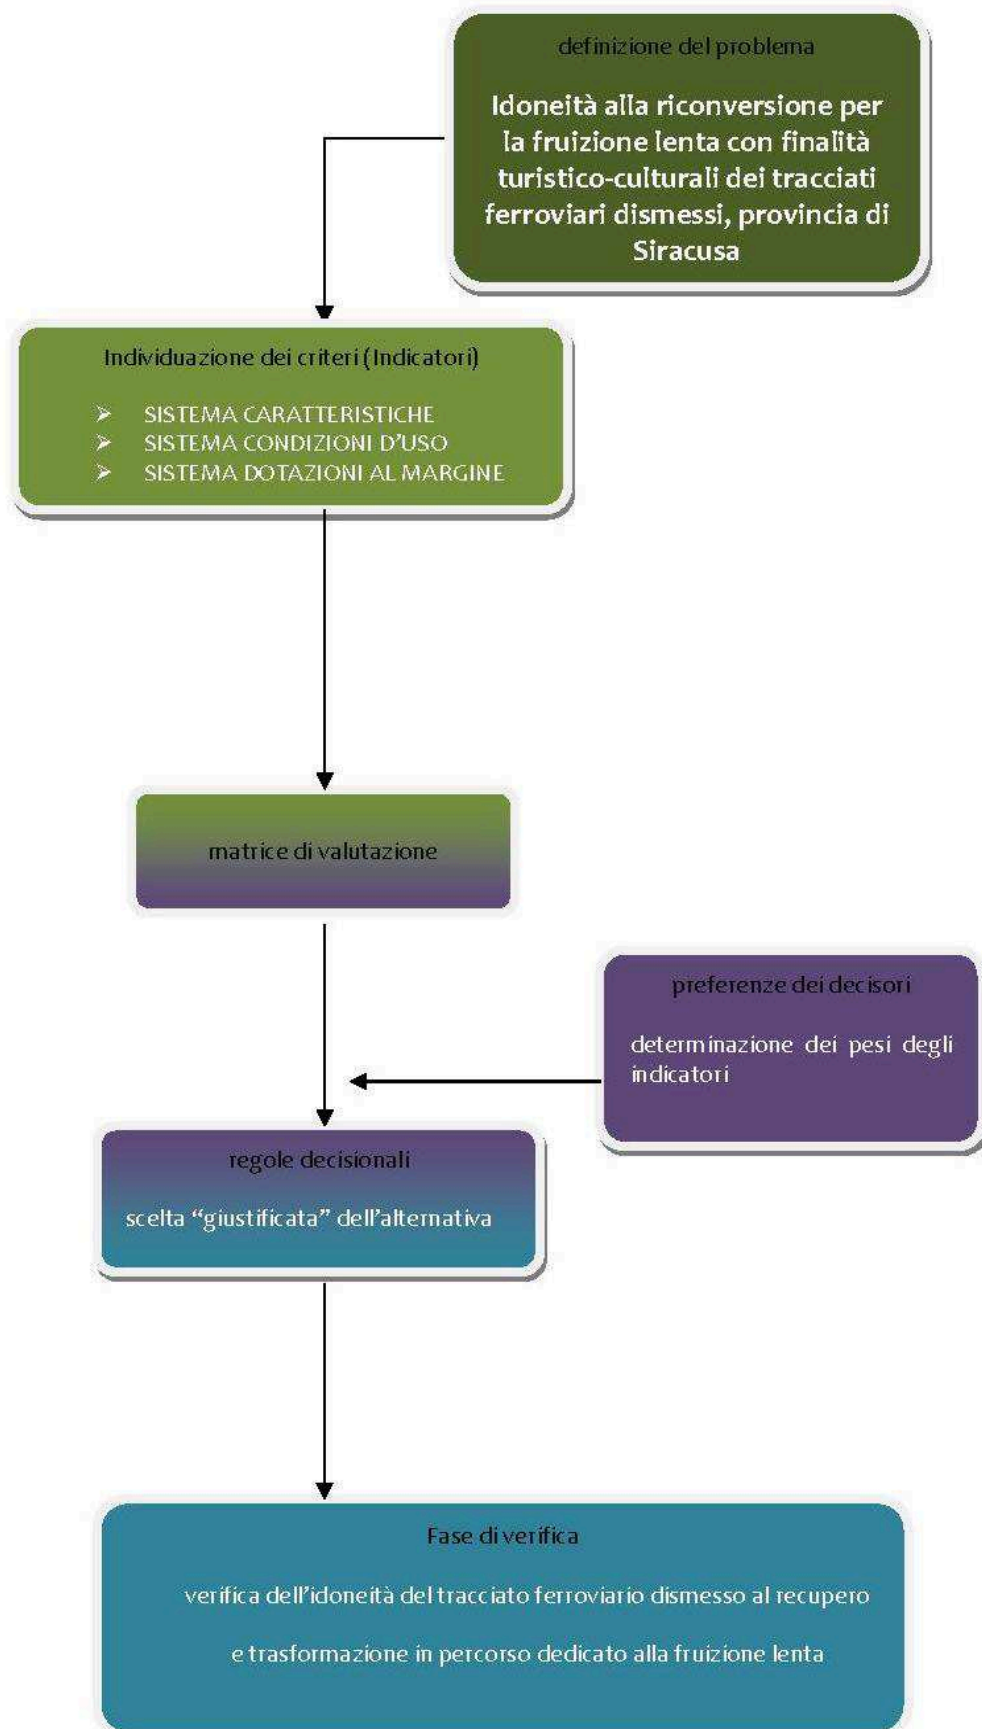 definizione del problema
Idoneità alla riconversione per
la fruizione lenta con finalità
turistico-culturali dei tracciati
ferroviari dismessi, provincia di
Siracusa
Individuazione dei criteri (Indicatori)
➢ SISTEMA CARATTERISTICHE
➢ SISTEMA CONDIZIONI D’USO
➢ SISTEMA DOTAZIONI AL MARGINE
matrice di valutazione
preferenze dei decisori
determinazione dei pesi degli
indicatori
regole decisionali
scelta “giustificata” dell’alternativa
Fase di verifica
verifica dell’idoneità del tracciato ferroviario dismesso al recupero
e trasformazione in percorso dedicato alla fruizione lenta